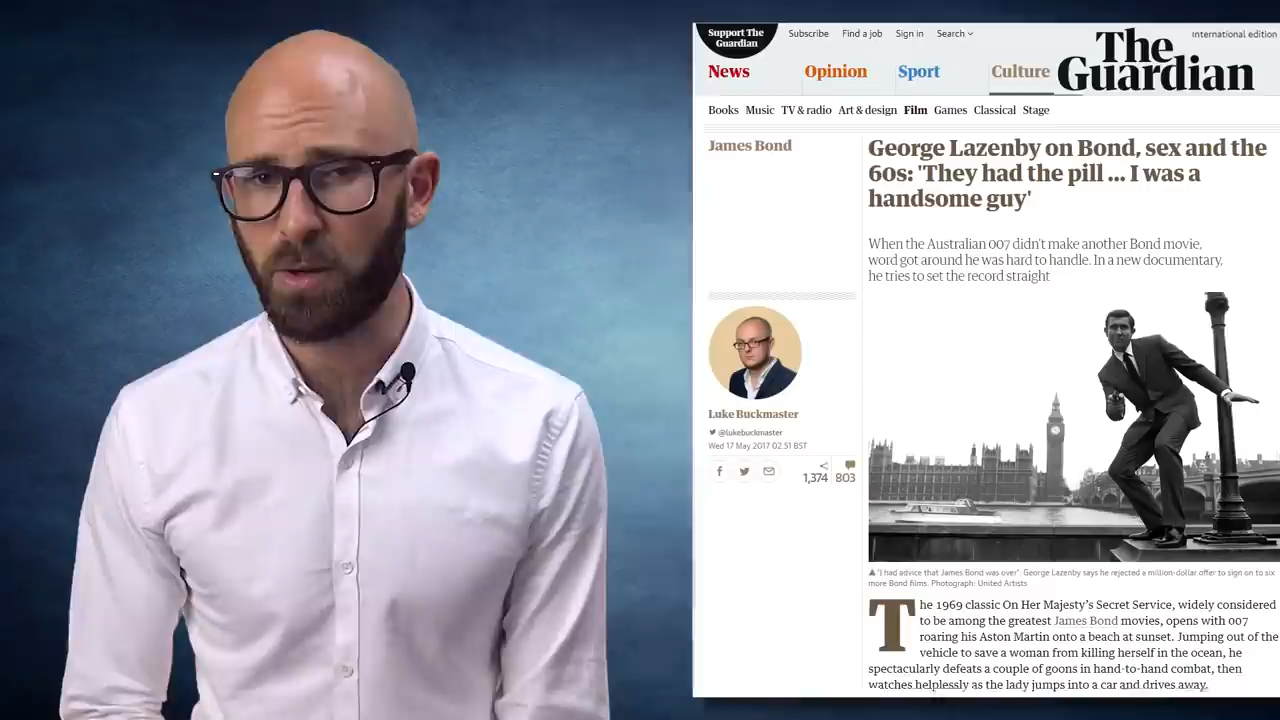 Support The
Guardian
Subscribe Find a job Sign in Search
International edition
The
Guardian
News Opinion Sport Culture
Books Music TV & radio Art & design Film Games Classical Stage
James Bond
George Lazenby on Bond, sex and the
60s: 'They had the pill ... I was a
handsome guy'
When the Australian 007 didn't make another Bond movie,
word got around he was hard to handle. In a new documentary,
he tries to set the record straight
Luke Buckmaster
@lukebuckmaster
Wed 17 May 2017 02.51 BST
1,374 803
'I had advice that James Bond was over'. George Lazenby says he rejected a million-dollar offer to sign on to six
more Bond films. Photograph: United Artists
The 1969 classic On Her Majesty's Secret Service, widely considered
to be among the greatest James Bond movies, opens with 007
roaring his Aston Martin onto a beach at sunset. Jumping out of the
vehicle to save a woman from killing herself in the ocean, he
spectacularly defeats a couple of goons in hand-to-hand combat, then
watches helplessly as the lady jumps into a car and drives away.